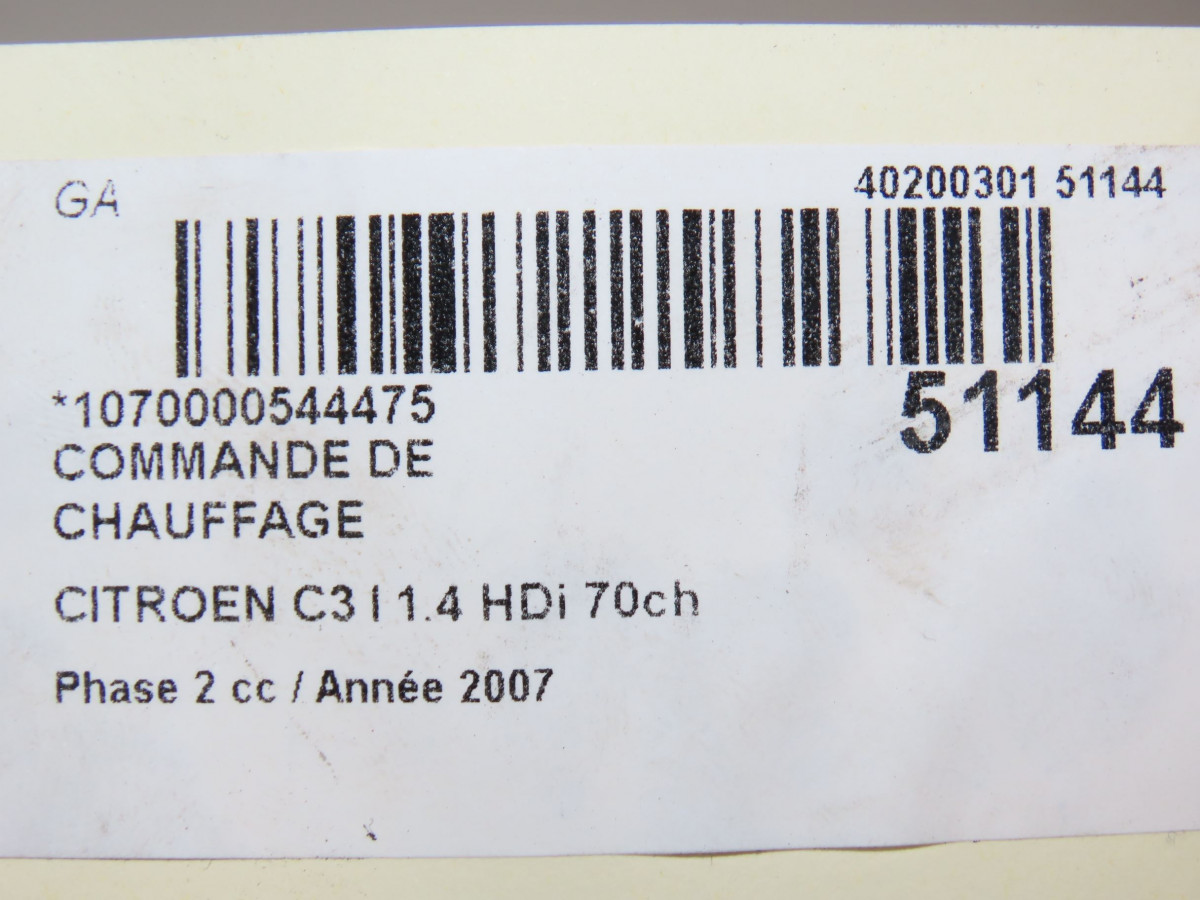 GA
40200301 51144
*1070000544475
51144
COMMANDE DE
CHAUFFAGE
CITROEN C3 I 1.4 HDi 70ch
Phase 2 cc / Année 2007